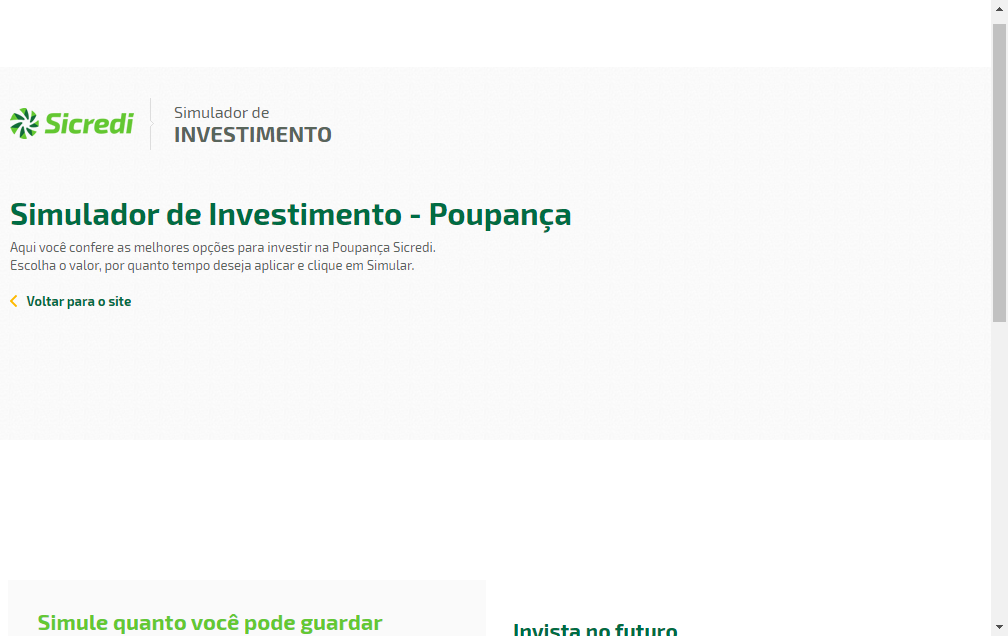 Sicredi
Simulador de
INVESTIMENTO
Simulador de Investimento - Poupança
Aqui você confere as melhores opções para investir na Poupança Sicredi.
Escolha o valor, por quanto tempo deseja aplicar e clique em Simular.
Voltar para o site
Simule quanto você pode guardar
Invista no futuro